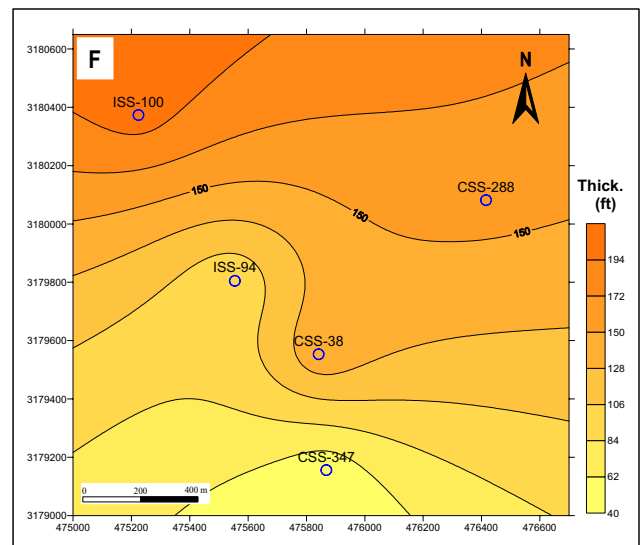 F
N
3180600
3180400
3180200
3180000
3179800
3179600
3179400
3179200
3179000
ISS-100
CSS-288
150
150
150
ISS-94
CSS-38
CSS-347
0 200 400 m
475000 475200 475400 475600 475800 476000 476200 476400 476600
Thick.
(ft)
194
172
150
128
106
84
62
40